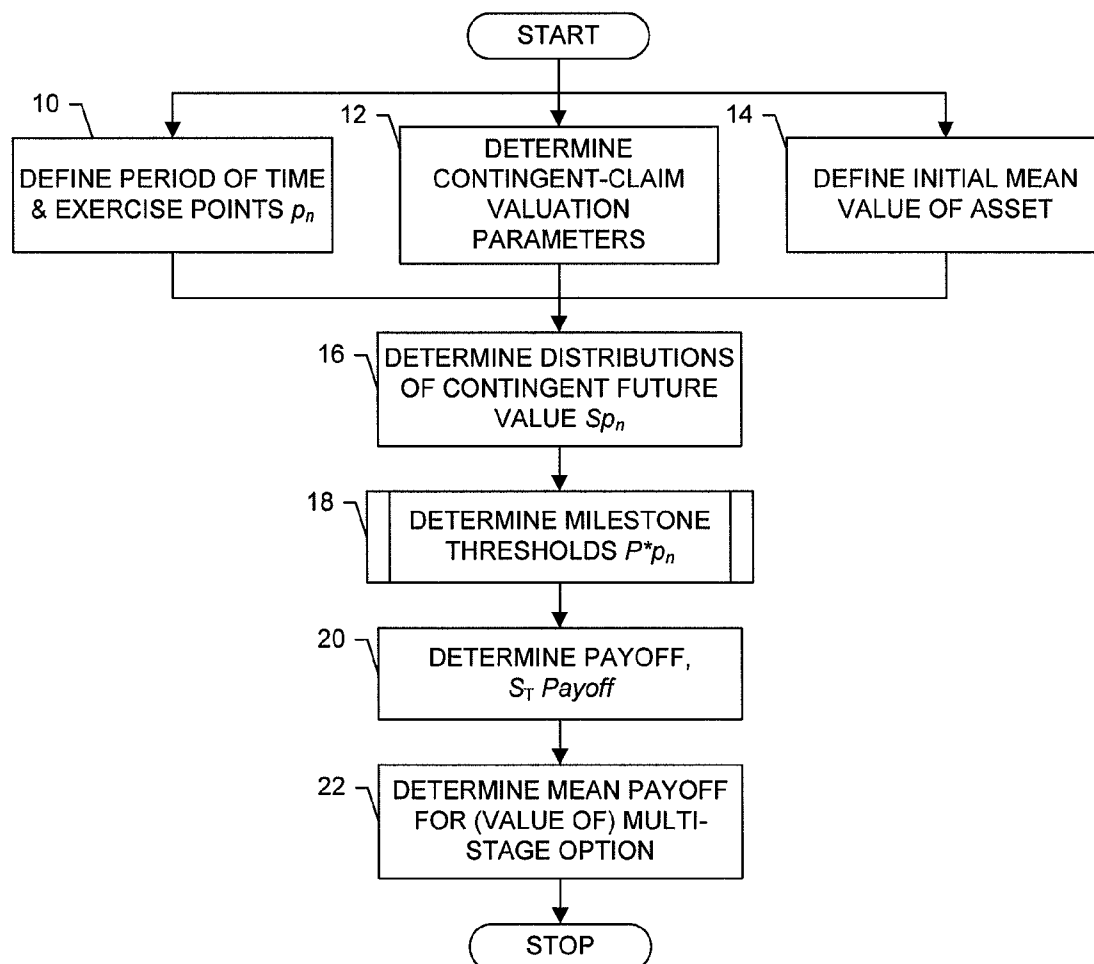 START
10
DEFINE PERIOD OF TIME
& EXERCISE POINTS pn
12
DETERMINE
CONTINGENT-CLAIM
VALUATION
PARAMETERS
14
DEFINE INITIAL MEAN
VALUE OF ASSET
16
DETERMINE DISTRIBUTIONS
OF CONTINGENT FUTURE
VALUE Spn
18
DETERMINE MILESTONE
THRESHOLDS P*pn
20
DETERMINE PAYOFF,
ST Payoff
22
DETERMINE MEAN PAYOFF
FOR (VALUE OF) MULTI-
STAGE OPTION
STOP